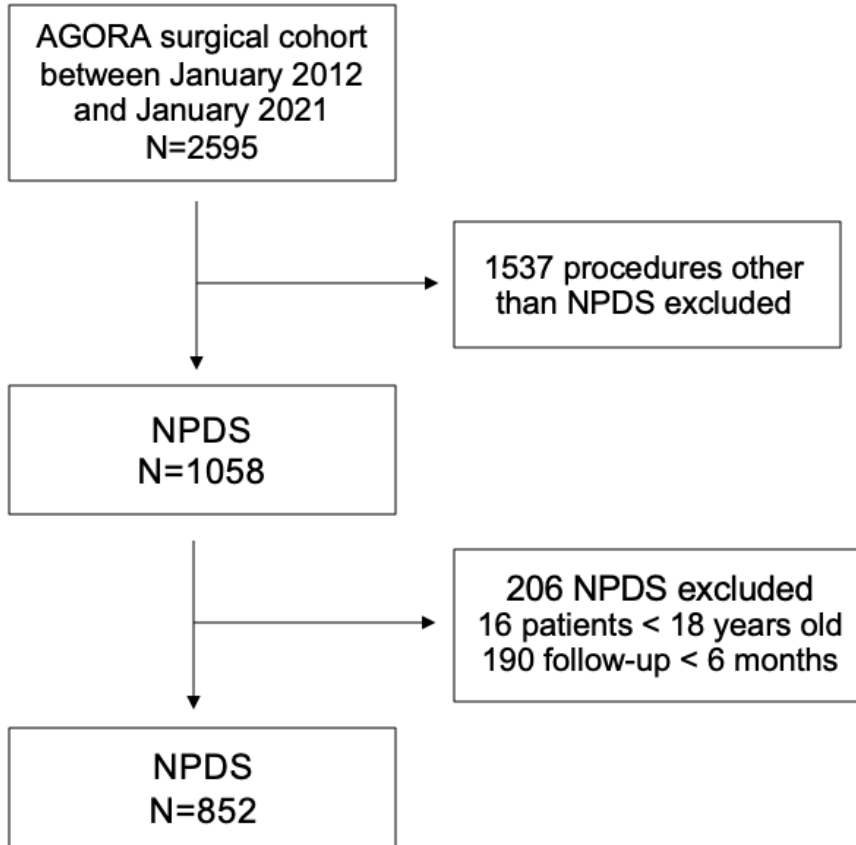 AGORA surgical cohort
between January 2012
and January 2021
N=2595
1537 procedures other
than NPDS excluded
NPDS
N=1058
206 NPDS excluded
16 patients < 18 years old
190 follow-up < 6 months
NPDS
N=852